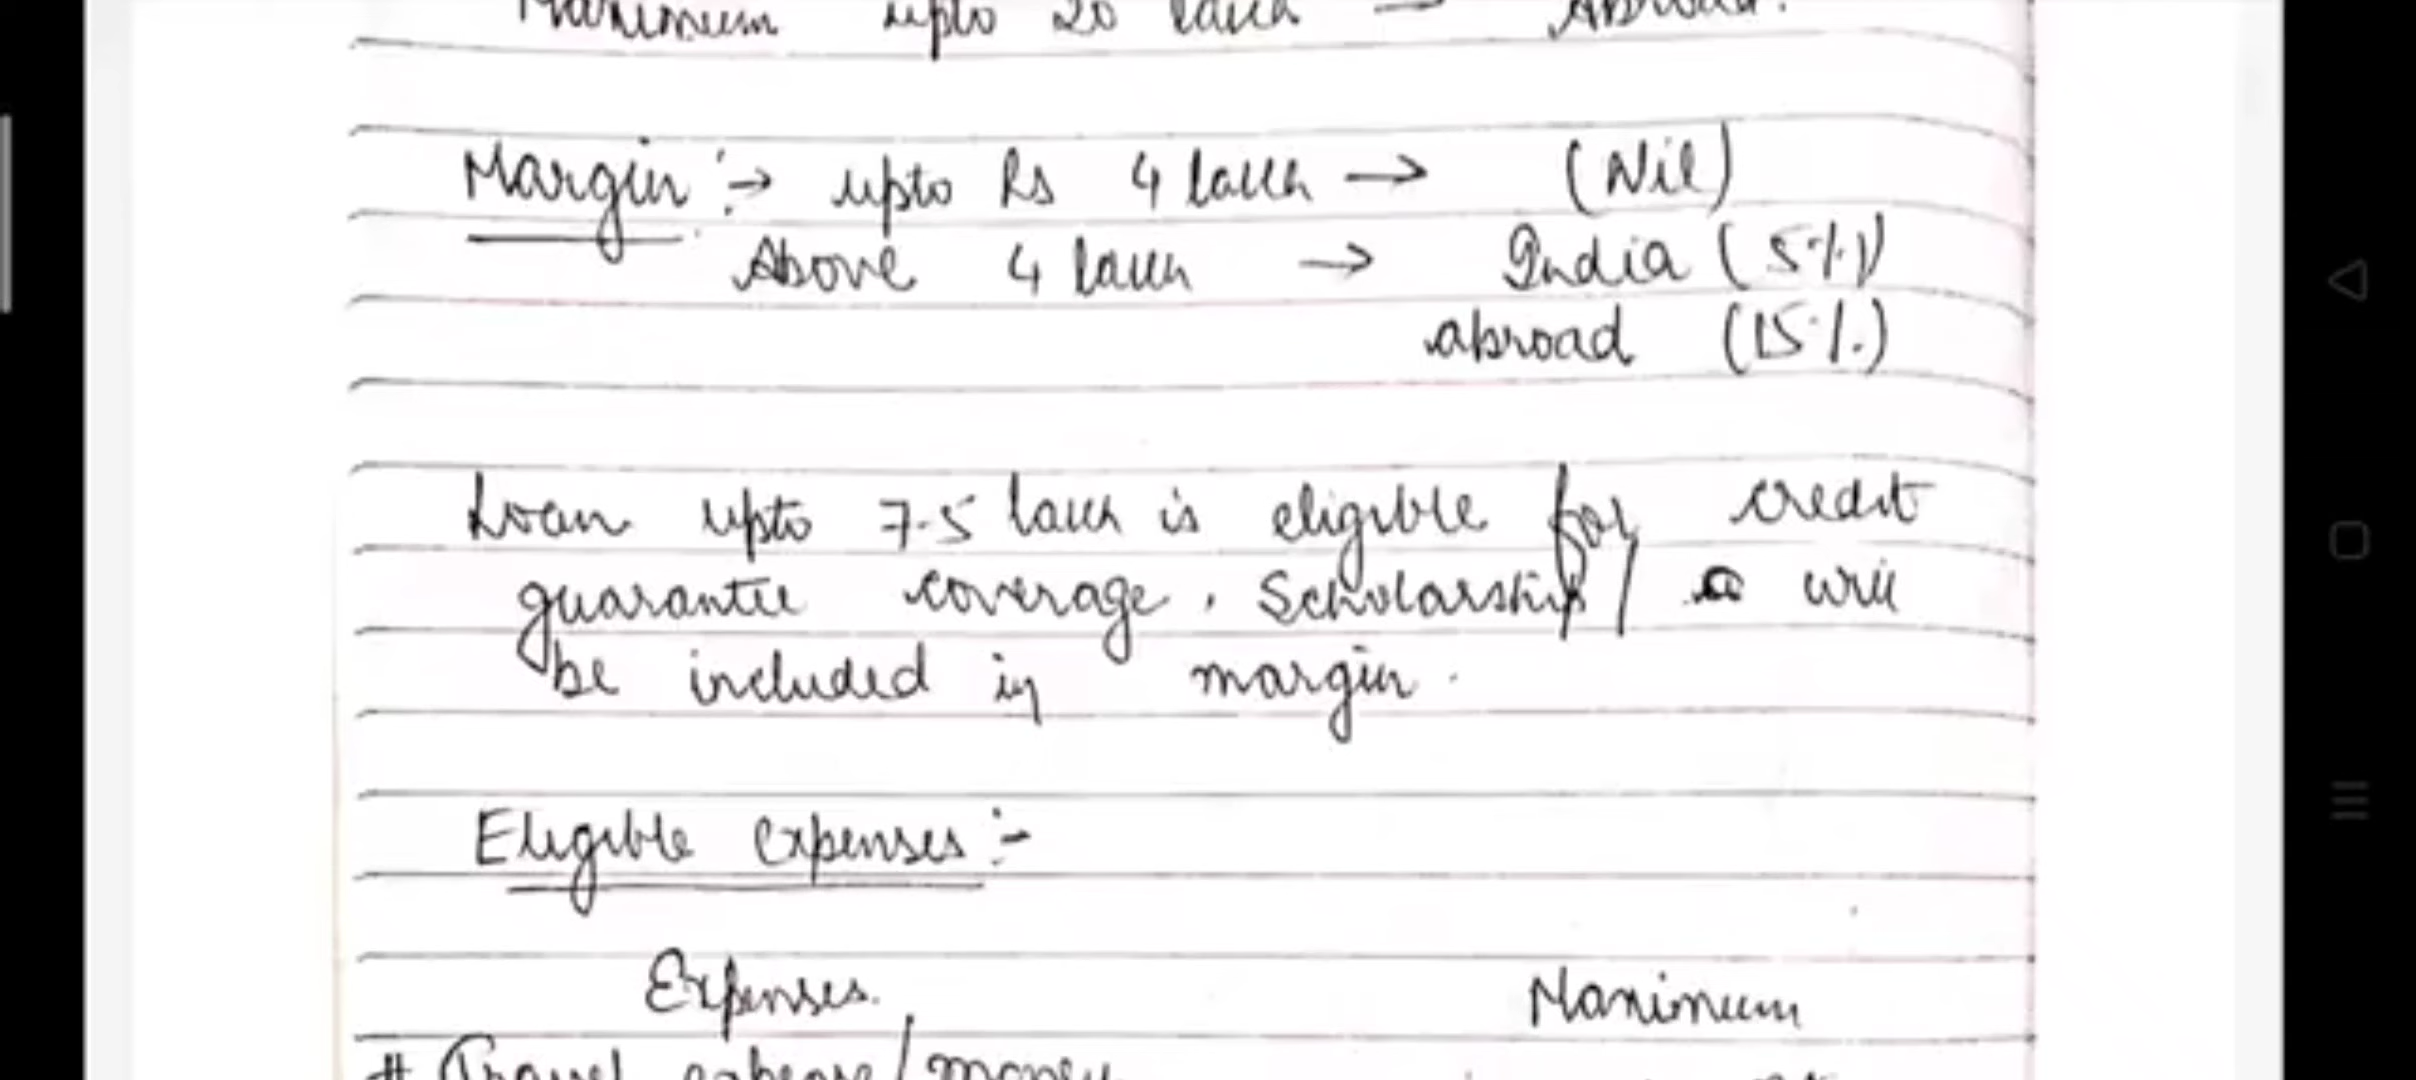 Maximum upto 20 lakh → Abroad.
Margin :→ upto Rs 4 lakh → (Nil)
Above 4 lakh → India (5%)
abroad (15%)
Loan upto 7.5 lakh is eligible for credit
guarantee coverage. Scholarship/ will
be included in margin.
Eligible expenses :-
Expenses. Maximum
# Travel expense/money